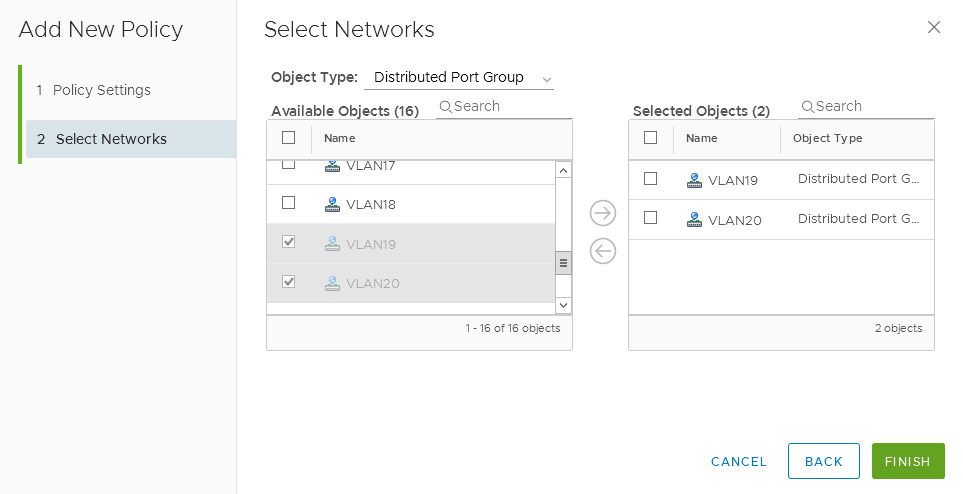 Add New Policy
1 Policy Settings
2 Select Networks
Select Networks
Object Type: Distributed Port Group
Available Objects (16) Search
Name
VLAN17
VLAN18
VLAN19
VLAN20
1 - 16 of 16 objects
Selected Objects (2) Search
Name Object Type
VLAN19 Distributed Port G...
VLAN20 Distributed Port G...
2 objects
CANCEL BACK FINISH